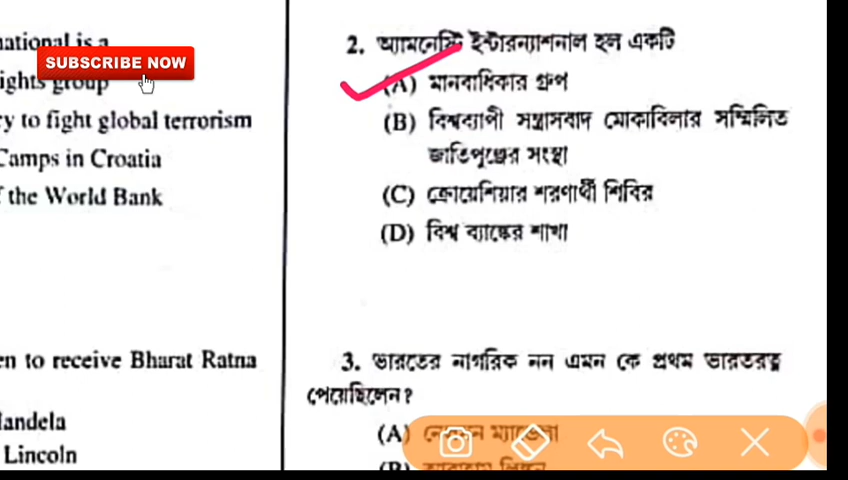 national is a
SUBSCRIBE NOW
ights group
y to fight global terrorism
Camps in Croatia
the World Bank
en to receive Bharat Ratna
Mandela
Lincoln
2. অ্যামনেস্টি ইন্টারন্যাশনাল হল একটি
(A) মানবাধিকার গ্রুপ
(B) বিশ্বব্যাপী সন্ত্রাসবাদ মোকাবিলার সম্মিলিত
জাতিপুঞ্জের সংস্থা
(C) ক্রোয়েশিয়ার শরণার্থী শিবির
(D) বিশ্ব ব্যাঙ্কের শাখা
3. ভারতের নাগরিক নন এমন কে প্রথম ভারতরত্ন
পেয়েছিলেন?
(A) নেলসন ম্যান্ডেলা
(B)